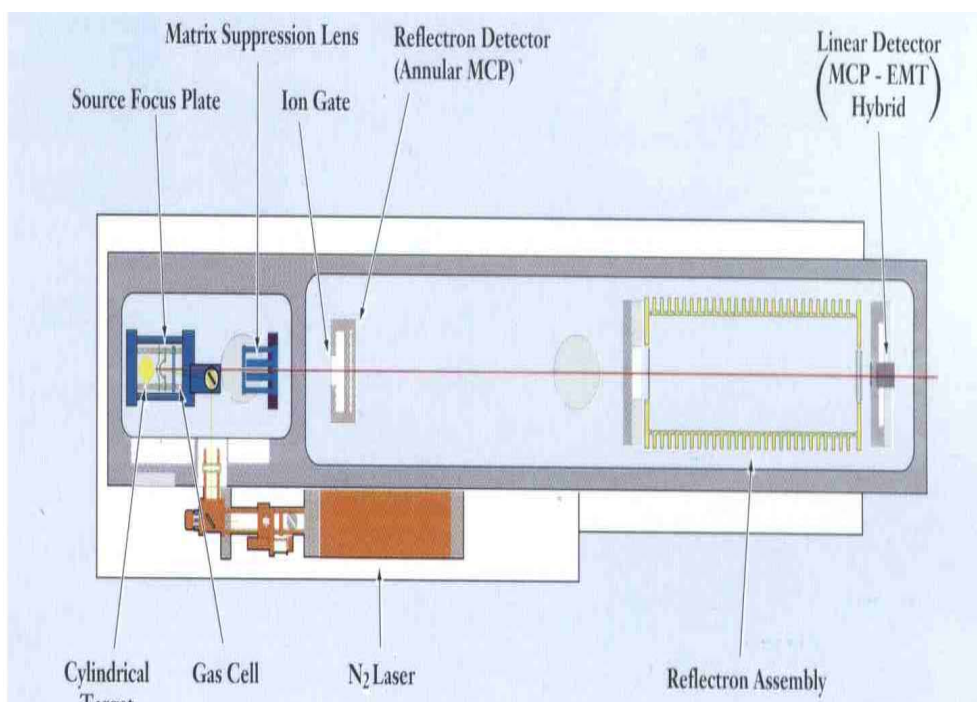 Matrix Suppression Lens
Reflectron Detector
(Annular MCP)
Linear Detector
(MCP - EMT)
Hybrid
Source Focus Plate
Ion Gate
Cylindrical
Target
Gas Cell
N₂ Laser
Reflectron Assembly